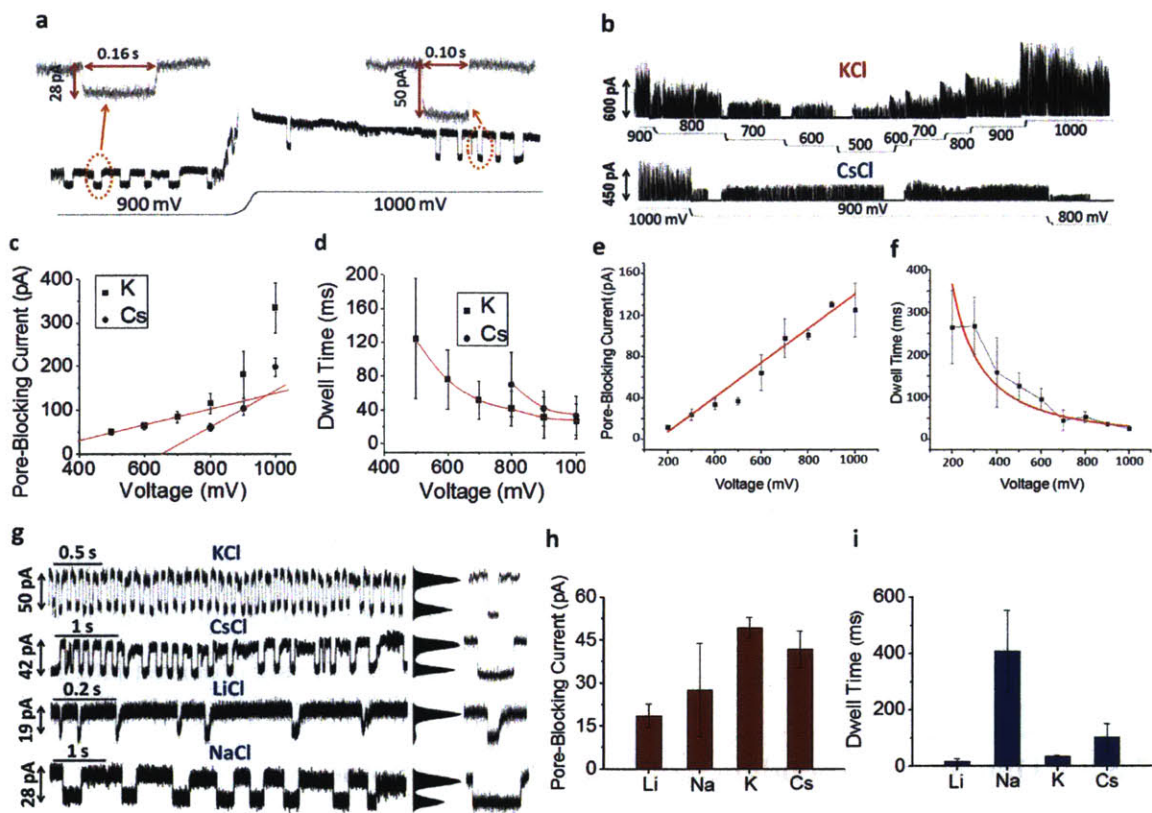 a
0.16 s
28 pA
0.10 s
50 pA
900 mV
1000 mV
b
KCl
600 pA
900 800 700 600 500 600 700 800 900 1000
CsCl
450 pA
1000 mV 900 mV 800 mV
c
Pore-Blocking Current (pA)
400
300
200
100
0
K
Cs
400 600 800 1000
Voltage (mV)
d
Dwell Time (ms)
200
160
120
80
40
0
K
Cs
400 600 800 100
Voltage (mV)
e
Pore-Blocking Current (pA)
160
120
80
40
0
200 400 600 800 1000
Voltage (mV)
f
Dwell Time (ms)
400
300
200
100
0
200 400 600 800 1000
Voltage (mV)
g
KCl
0.5 s
50 pA
CsCl
1 s
42 pA
LiCl
0.2 s
19 pA
NaCl
1 s
28 pA
h
Pore-Blocking Current (pA)
60
45
30
15
0
Li Na K Cs
i
Dwell Time (ms)
600
400
200
0
Li Na K Cs